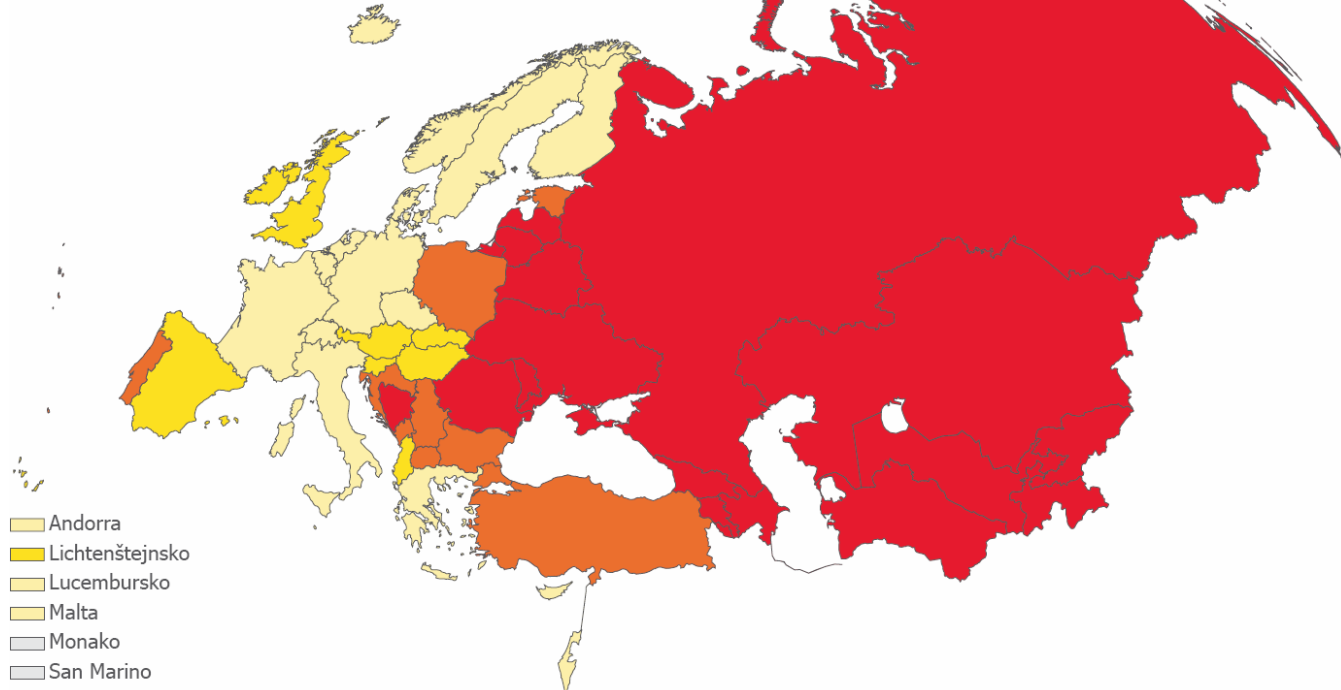 Andorra
Lichtenštejnsko
Lucembursko
Malta
Monako
San Marino